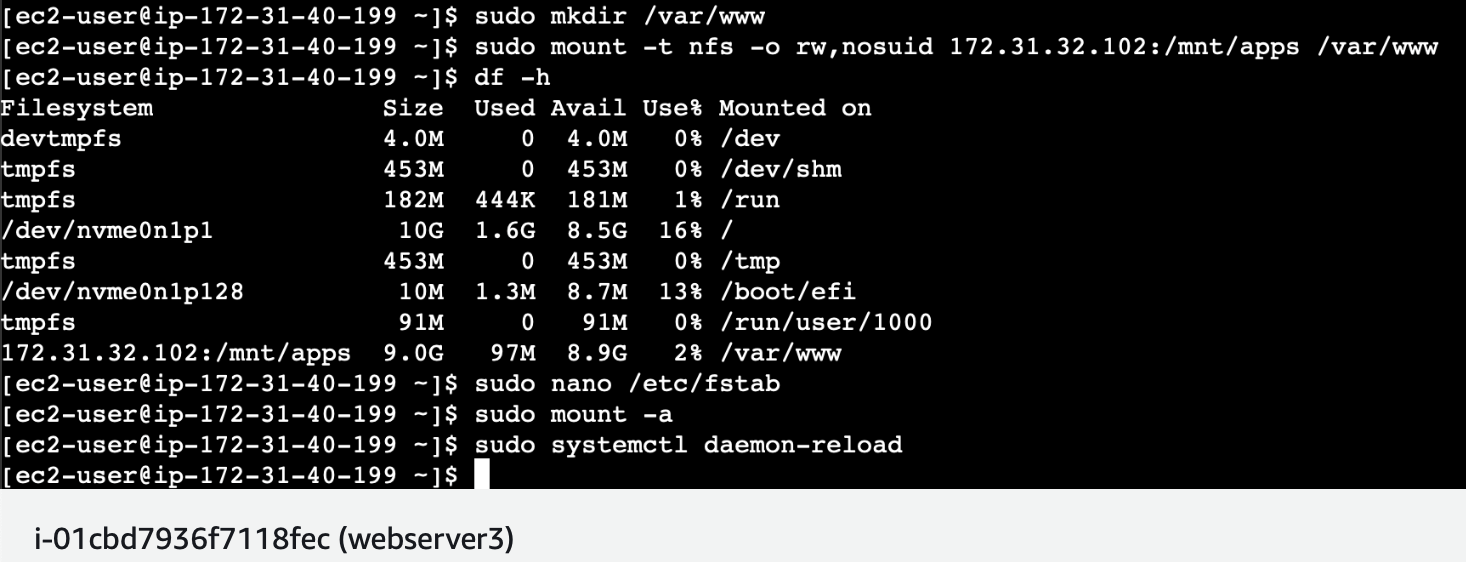 [ec2-user@ip-172-31-40-199 ~]$ sudo mkdir /var/www
[ec2-user@ip-172-31-40-199 ~]$ sudo mount -t nfs -o rw,nosuid 172.31.32.102:/mnt/apps /var/www
[ec2-user@ip-172-31-40-199 ~]$ df -h
Filesystem               Size  Used Avail Use% Mounted on
devtmpfs                 4.0M     0  4.0M   0% /dev
tmpfs                    453M     0  453M   0% /dev/shm
tmpfs                    182M  444K  181M   1% /run
/dev/nvme0n1p1            10G  1.6G  8.5G  16% /
tmpfs                    453M     0  453M   0% /tmp
/dev/nvme0n1p128          10M  1.3M  8.7M  13% /boot/efi
tmpfs                     91M     0   91M   0% /run/user/1000
172.31.32.102:/mnt/apps  9.0G   97M  8.9G   2% /var/www
[ec2-user@ip-172-31-40-199 ~]$ sudo nano /etc/fstab
[ec2-user@ip-172-31-40-199 ~]$ sudo mount -a
[ec2-user@ip-172-31-40-199 ~]$ sudo systemctl daemon-reload
[ec2-user@ip-172-31-40-199 ~]$
i-01cbd7936f7118fec (webserver3)